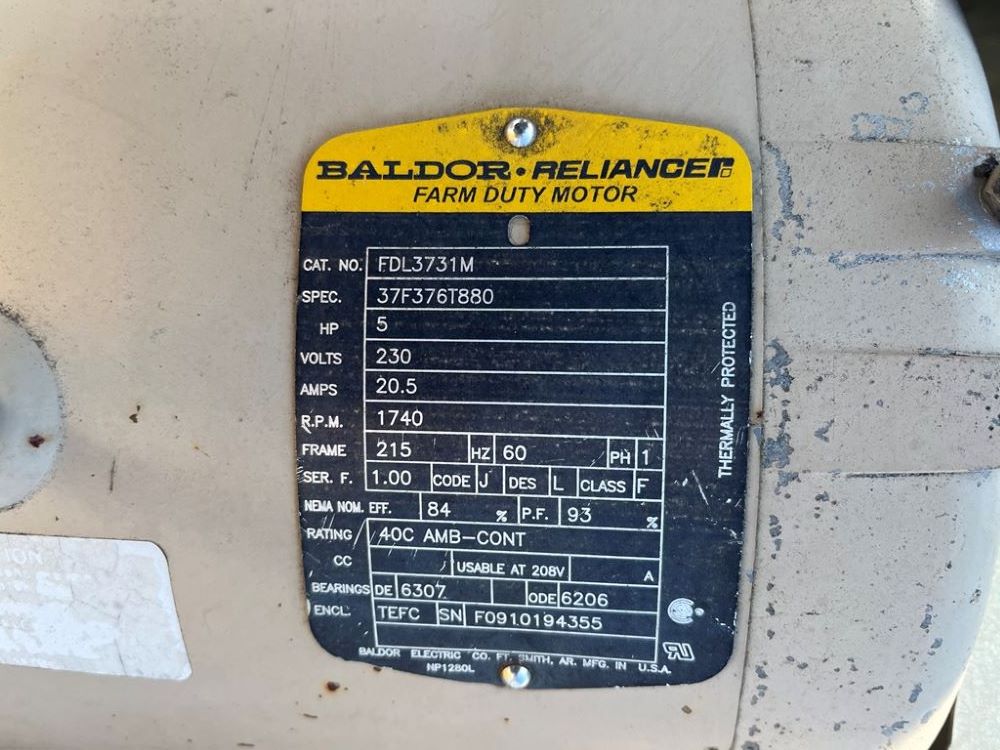 BALDOR • RELIANCER
FARM DUTY MOTOR
CAT. NO. FDL3731M
SPEC. 37F376T880
HP 5
VOLTS 230
AMPS 20.5
R.P.M. 1740
FRAME 215 HZ 60 PH 1
SER. F. 1.00 CODE J DES L CLASS F
NEMA NOM. EFF. 84 % P.F. 93 %
RATING 40C AMB-CONT
CC USABLE AT 208V A
BEARINGS DE 6307 ODE 6206
ENCL. TEFC SN F0910194355
BALDOR ELECTRIC CO. FT. SMITH, AR. MFG. IN U.S.A.
NP1280L
THERMALLY PROTECTED